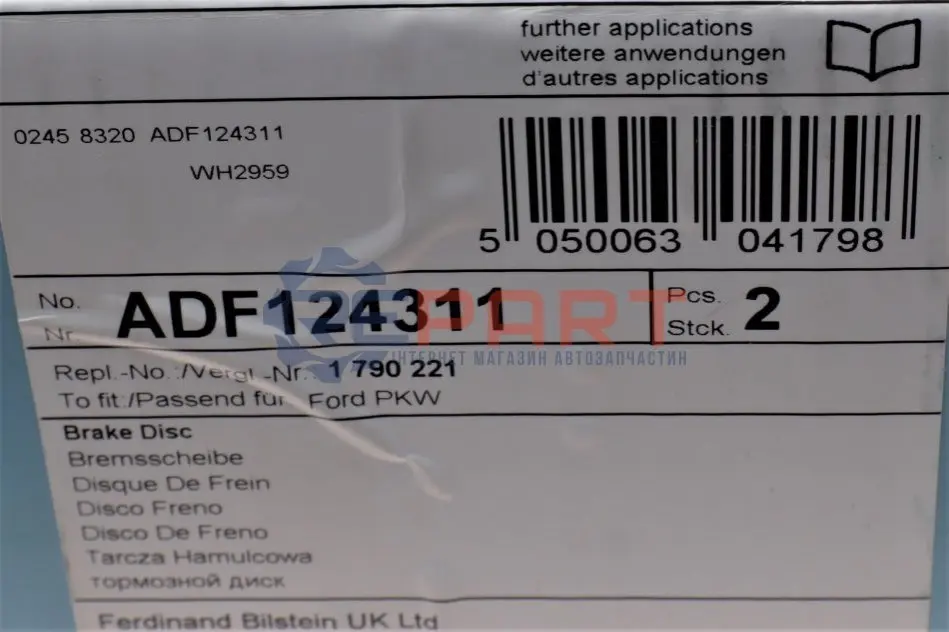 further applications
weitere anwendungen
d'autres applications
0245 8320 ADF124311
WH2959
5 050063 041798
No. ADF124311 Pcs. 2
Nr. Stck.
REPART
ІНТЕРНЕТ МАГАЗИН АВТОЗАПЧАСТИН
Repl.-No.:/Vergl.-Nr.: 1 790 221
To fit:/Passend für Ford PKW
Brake Disc
Bremsscheibe
Disque De Frein
Disco Freno
Disco De Freno
Tarcza Hamulcowa
тормозной диск
Ferdinand Bilstein UK Ltd